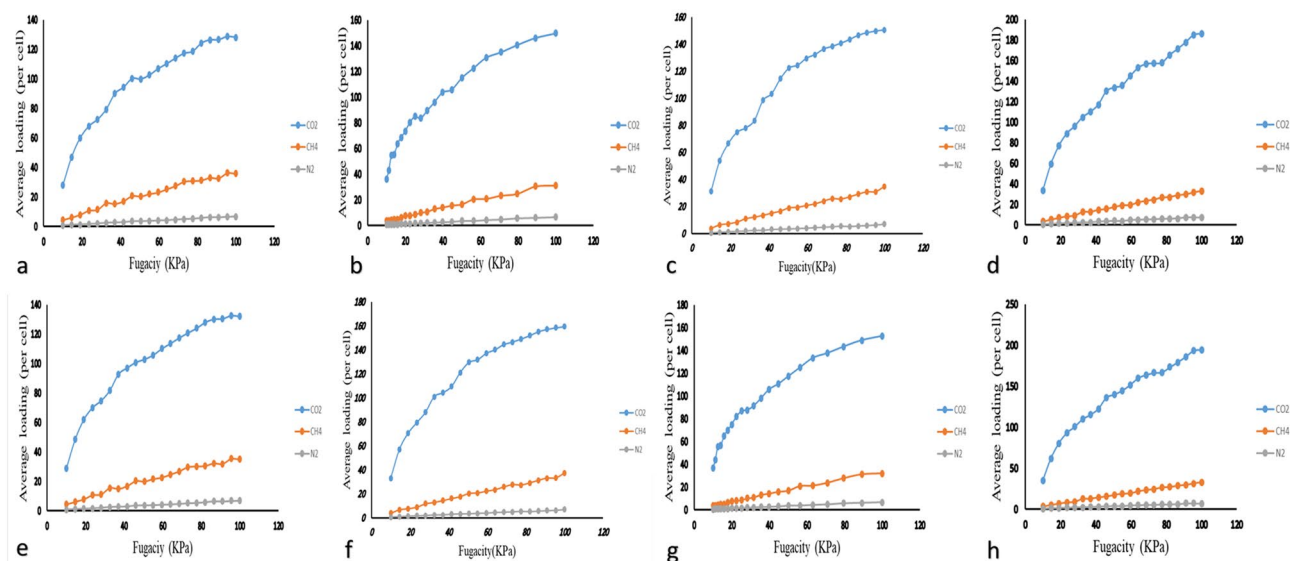 Average loading (per cell)
140
120
100
80
60
40
20
0
0 20 40 60 80 100 120
Fugaciy (KPa)
CO2
CH4
N2
a
Average loading (per cell)
160
140
120
100
80
60
40
20
0
0 20 40 60 80 100 120
Fugacity (KPa)
CO2
CH4
N2
b
Average loading (per cell)
160
140
120
100
80
60
40
20
0
0 20 40 60 80 100 120
Fugacity(KPa)
CO2
CH4
N2
c
Average loading (per cell)
200
180
160
140
120
100
80
60
40
20
0
0 20 40 60 80 100 120
Fugacity (KPa)
CO2
CH4
N2
d
Average loading (per cell)
140
120
100
80
60
40
20
0
0 20 40 60 80 100 120
Fugaciy (KPa)
CO2
CH4
N2
e
Average loading (per cell)
180
160
140
120
100
80
60
40
20
0
0 20 40 60 80 100 120
Fugacity(KPa)
CO2
CH4
N2
f
Average loading (per cell)
180
160
140
120
100
80
60
40
20
0
0 20 40 60 80 100 120
Fugacity (KPa)
CO2
CH4
N2
g
Average loading (per cell)
250
200
150
100
50
0
0 20 40 60 80 100 120
Fugacity (KPa)
CO2
CH4
N2
h